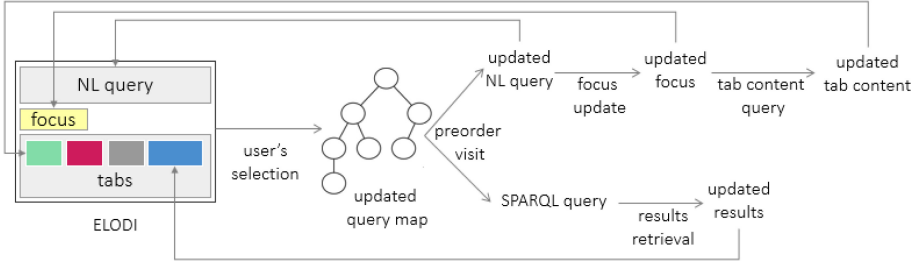 NL query
focus
tabs
ELODI
user's
selection
updated
query map
preorder
visit
updated
NL query
focus
update
updated
focus
tab content
query
updated
tab content
SPARQL query
results
retrieval
updated
results